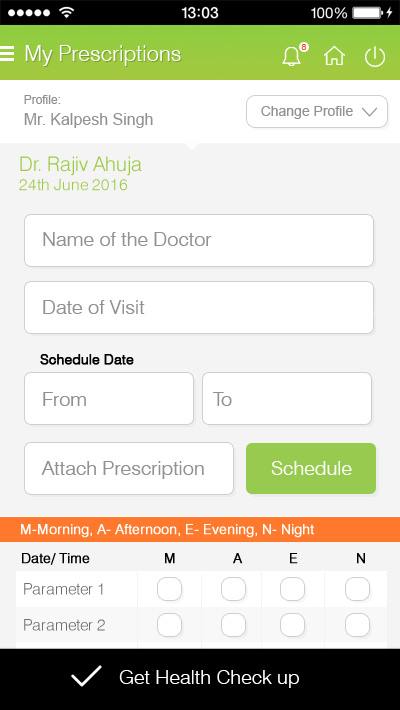 13:03
100%
My Prescriptions
8
Profile:
Mr. Kalpesh Singh
Change Profile
Dr. Rajiv Ahuja
24th June 2016
Name of the Doctor
Date of Visit
Schedule Date
From
To
Attach Prescription
Schedule
M-Morning, A- Afternoon, E- Evening, N- Night
Date/ Time M A E N
Parameter 1
Parameter 2
Get Health Check up